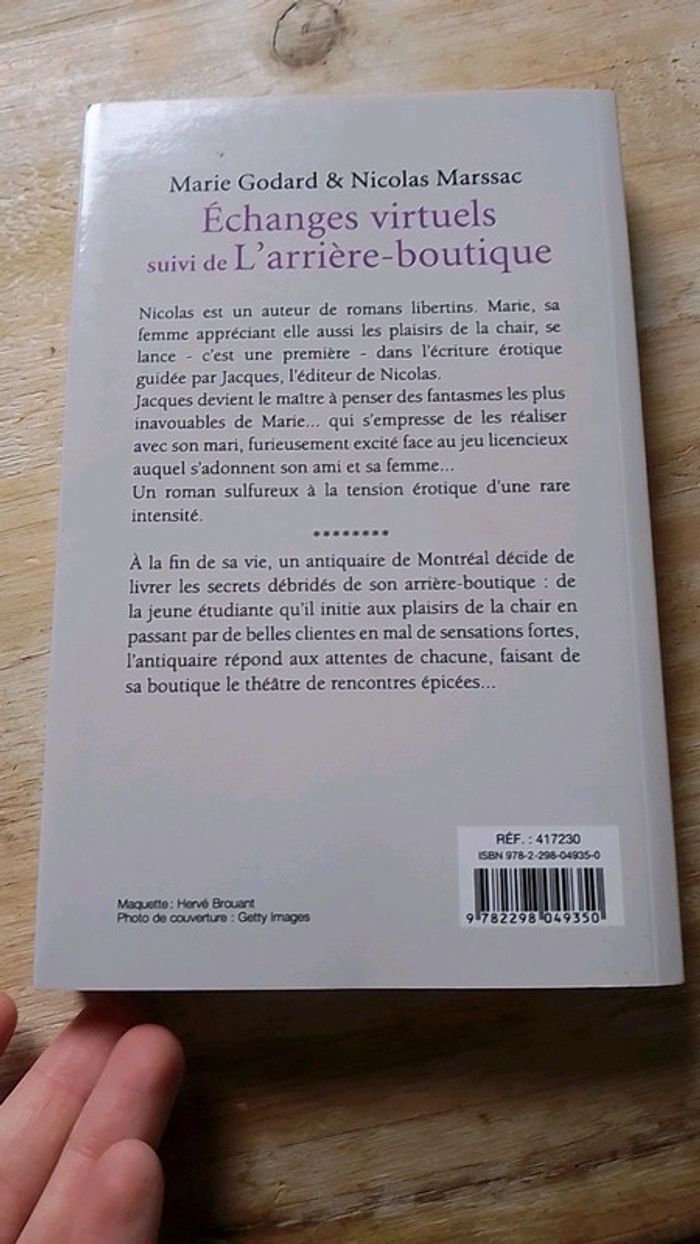 Marie Godard & Nicolas Marssac
Échanges virtuels
suivi de L'arrière-boutique
Nicolas est un auteur de romans libertins. Marie, sa
femme appréciant elle aussi les plaisirs de la chair, se
lance - c'est une première - dans l'écriture érotique
guidée par Jacques, l'éditeur de Nicolas.
Jacques devient le maître à penser des fantasmes les plus
inavouables de Marie... qui s'empresse de les réaliser
avec son mari, furieusement excité face au jeu licencieux
auquel s'adonnent son ami et sa femme...
Un roman sulfureux à la tension érotique d'une rare
intensité.
********
À la fin de sa vie, un antiquaire de Montréal décide de
livrer les secrets débridés de son arrière-boutique : de
la jeune étudiante qu'il initie aux plaisirs de la chair en
passant par de belles clientes en mal de sensations fortes,
l'antiquaire répond aux attentes de chacune, faisant de
sa boutique le théâtre de rencontres épicées...
RÉF. : 417230
ISBN 978-2-298-04935-0
9 782298 049350
Maquette : Hervé Brouant
Photo de couverture : Getty Images